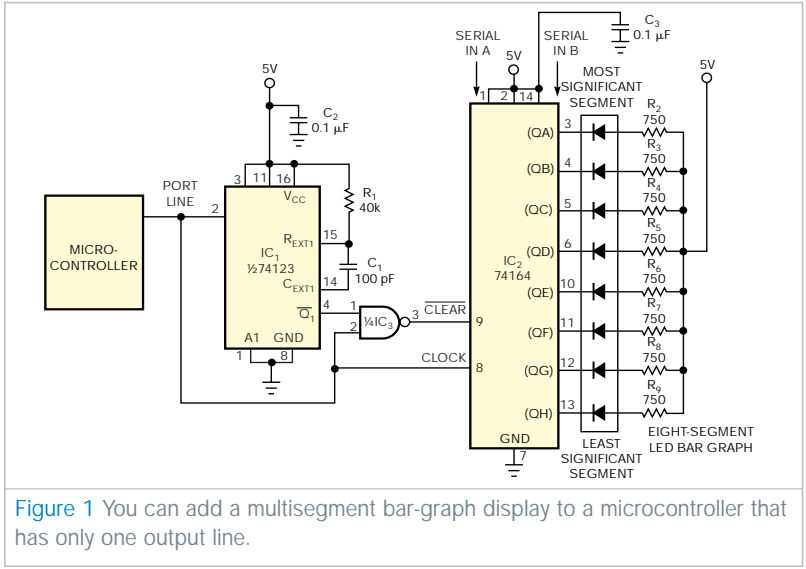 SERIAL
IN A
5V
SERIAL
IN B
C3
0.1 µF
5V
MOST
SIGNIFICANT
SEGMENT
5V
C2
0.1 µF
1 2 14
R2
750
3 (QA)
R3
750
4 (QB)
R4
750
5 (QC)
R5
750
6 (QD)
R6
750
10 (QE)
R7
750
11 (QF)
R8
750
12 (QG)
R9
750
13 (QH)
IC2
74164
GND
7
9
8
PORT
LINE
MICRO-
CONTROLLER
2
3 11 16
VCC
R1
40k
REXT1 15
IC1
½74123
C1
100 pF
CEXT1 14
Q1 4
A1 GND
1 8
1
2
¼IC3
3
CLEAR
CLOCK
LEAST
SIGNIFICANT
SEGMENT
EIGHT-SEGMENT
LED BAR GRAPH
Figure 1 You can add a multisegment bar-graph display to a microcontroller that
has only one output line.